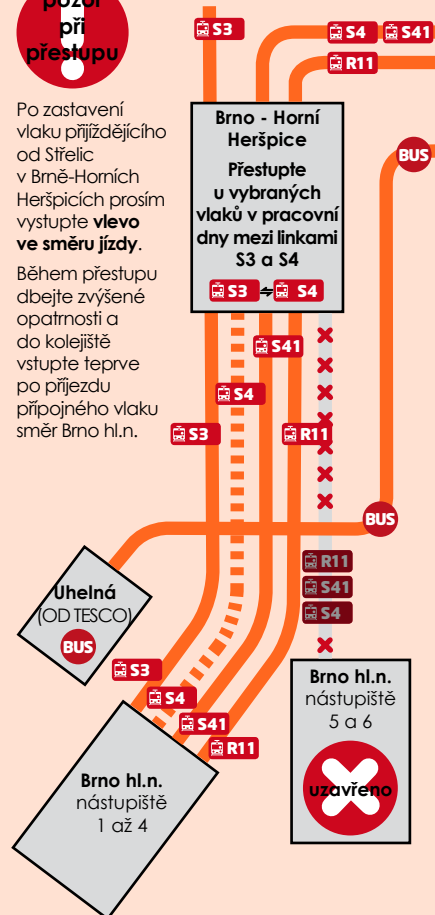 pozor
při
přestupu
Po zastavení
vlaku přijíždějícího
od Střelic
v Brně-Horních
Heršpicích prosím
vystupte vlevo
ve směru jízdy.
Během přestupu
dbejte zvýšené
opatrnosti a
do kolejiště
vstupte teprve
po příjezdu
přípojného vlaku
směr Brno hl.n.
S3
S4
S41
R11
BUS
Brno - Horní
Heršpice
Přestupte
u vybraných
vlaků v pracovní
dny mezi linkami
S3 a S4
S3 S4
S41
S4
S3
R11
BUS
R11
S41
S4
Uhelná
(OD TESCO)
BUS
S3
S4
S41
R11
Brno hl.n.
nástupiště
1 až 4
Brno hl.n.
nástupiště
5 a 6
uzavřeno